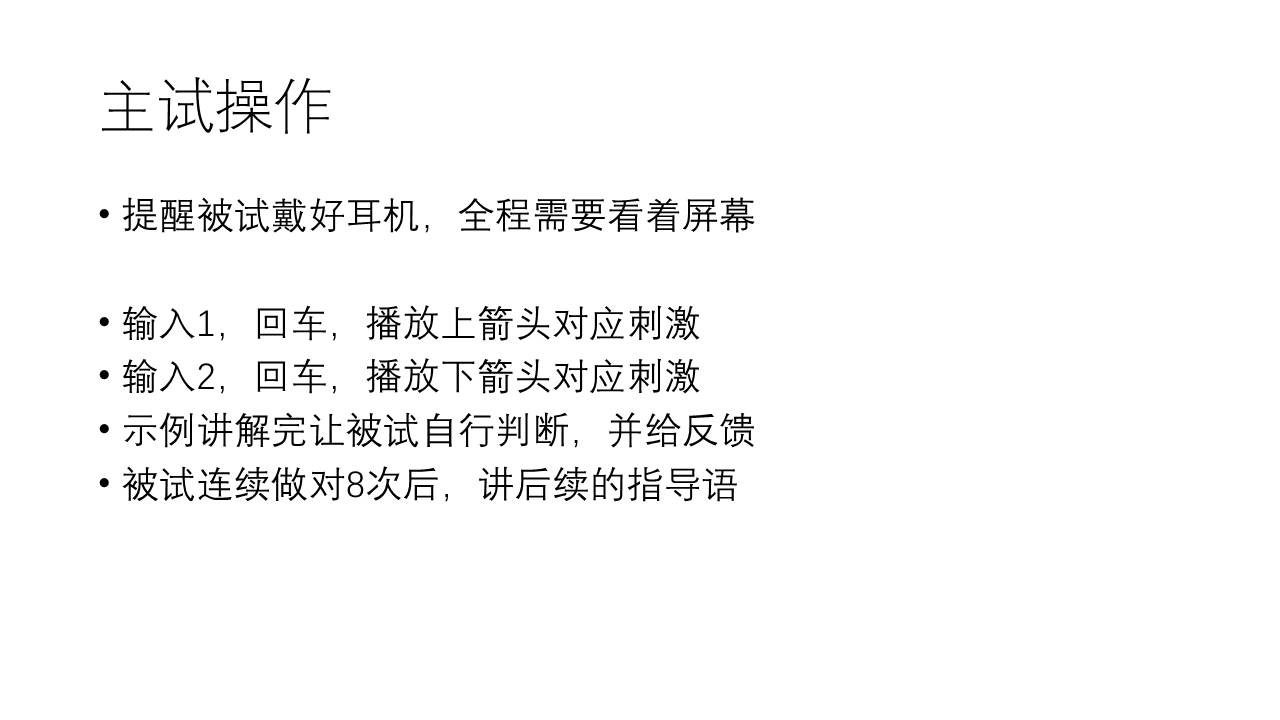 主试操作
• 提醒被试戴好耳机，全程需要看着屏幕
• 输入1，回车，播放上箭头对应刺激
• 输入2，回车，播放下箭头对应刺激
• 示例讲解完让被试自行判断，并给反馈
• 被试连续做对8次后，讲后续的指导语